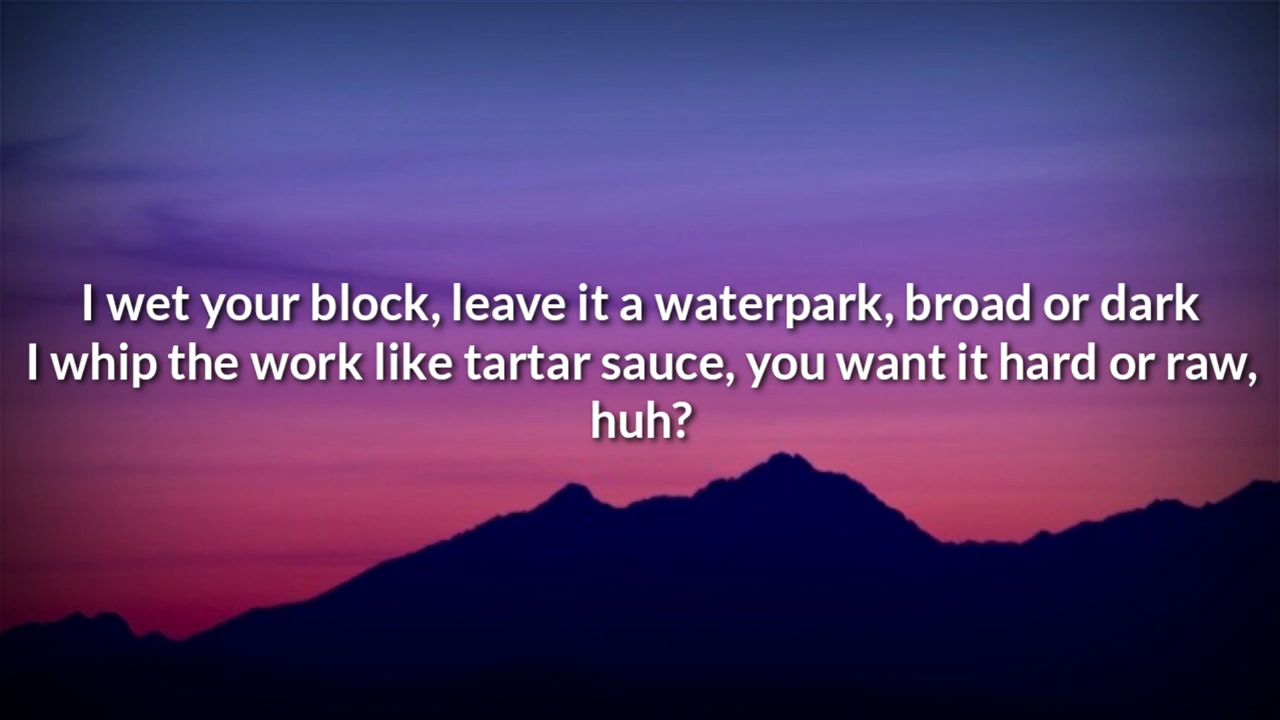 I wet your block, leave it a waterpark, broad or dark
I whip the work like tartar sauce, you want it hard or raw,
huh?